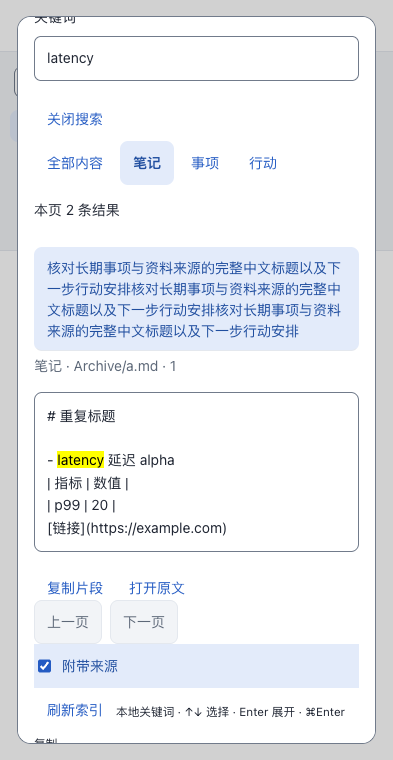 关键词
latency
关闭搜索
全部内容 笔记 事项 行动
本页 2 条结果
核对长期事项与资料来源的完整中文标题以及下
一步行动安排核对长期事项与资料来源的完整中
文标题以及下一步行动安排核对长期事项与资料
来源的完整中文标题以及下一步行动安排
笔记 · Archive/a.md · 1
# 重复标题
- latency 延迟 alpha
| 指标 | 数值 |
| p99 | 20 |
[链接](https://example.com)
复制片段 打开原文
上一页 下一页
附带来源
刷新索引 本地关键词 · ↑↓ 选择 · Enter 展开 · ⌘Enter
复制